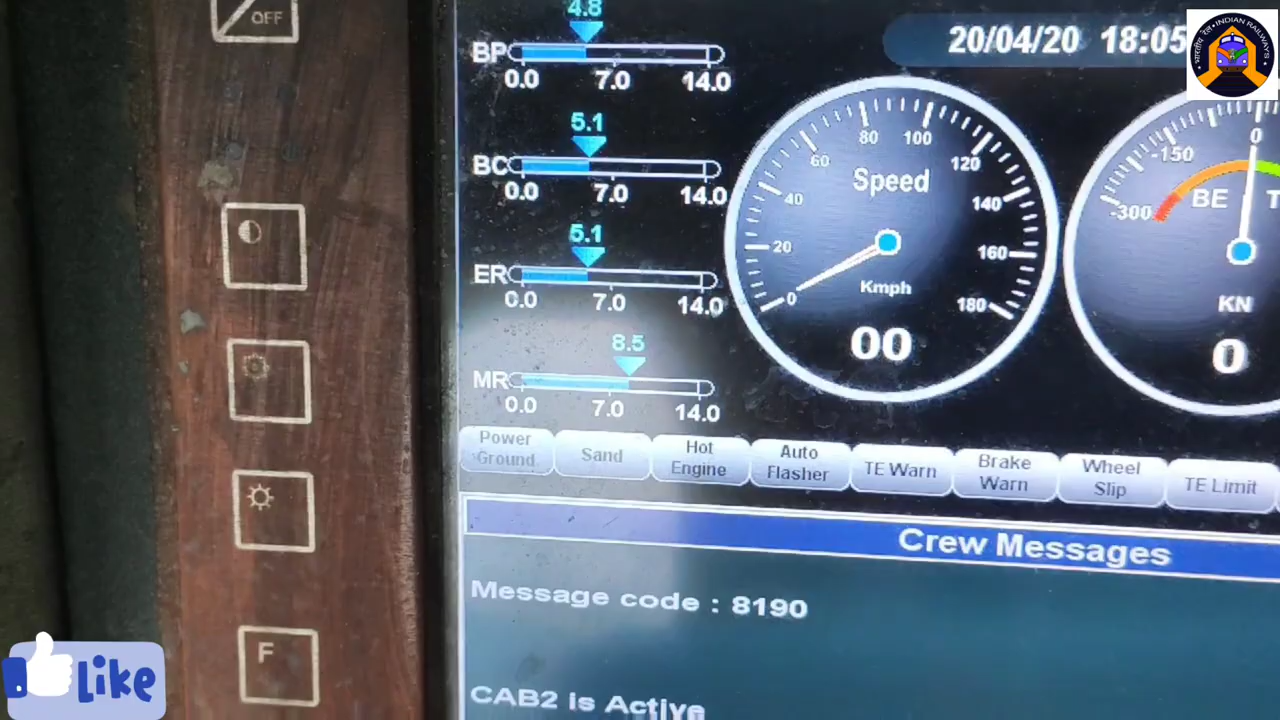 OFF
4.8
BP
0.0 7.0 14.0
5.1
BC
0.0 7.0 14.0
5.1
ER
0.0 7.0 14.0
8.5
MR
0.0 7.0 14.0
20/04/20 18:05
भारतीय रेल INDIAN RAILWAYS
0 20 40 60 80 100 120 140 160 180
Speed
Kmph
00
-300 -150 0
BE T
KN
0
Power Ground
Sand
Hot Engine
Auto Flasher
TE Warn
Brake Warn
Wheel Slip
TE Limit
Crew Messages
Message code : 8190
CAB2 is Active
F
Like